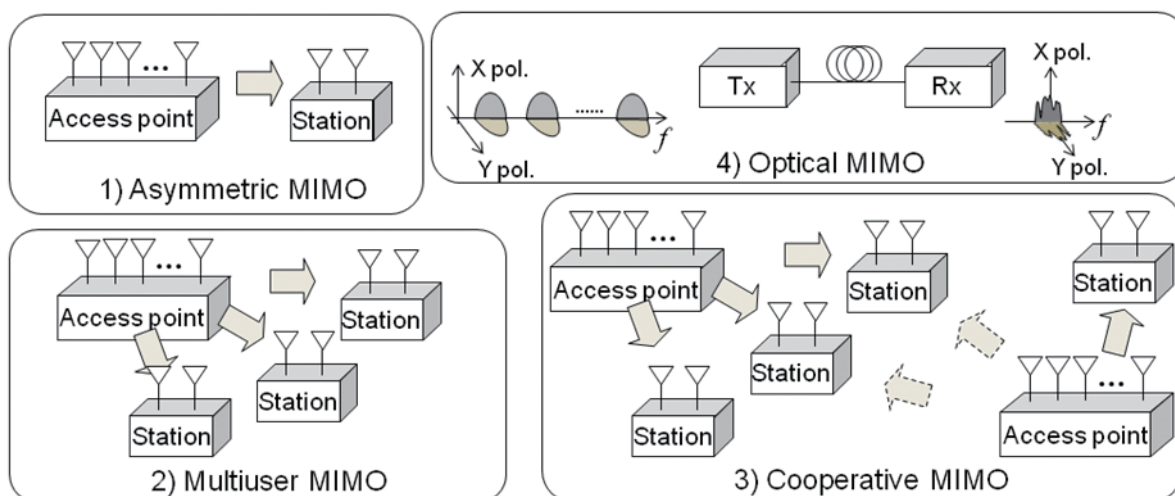 ...
Access point
Station
1) Asymmetric MIMO
X pol.
......
f
Y pol.
Tx
Rx
X pol.
f
Y pol.
4) Optical MIMO
...
Access point
Station
Station
Station
2) Multiuser MIMO
...
Access point
Station
Station
Station
Station
...
Access point
3) Cooperative MIMO